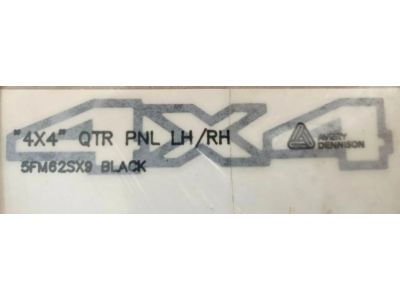 4X4
"4X4" QTR PNL LH/RH
5FM62SX9 BLACK
AVERY
DENNISON